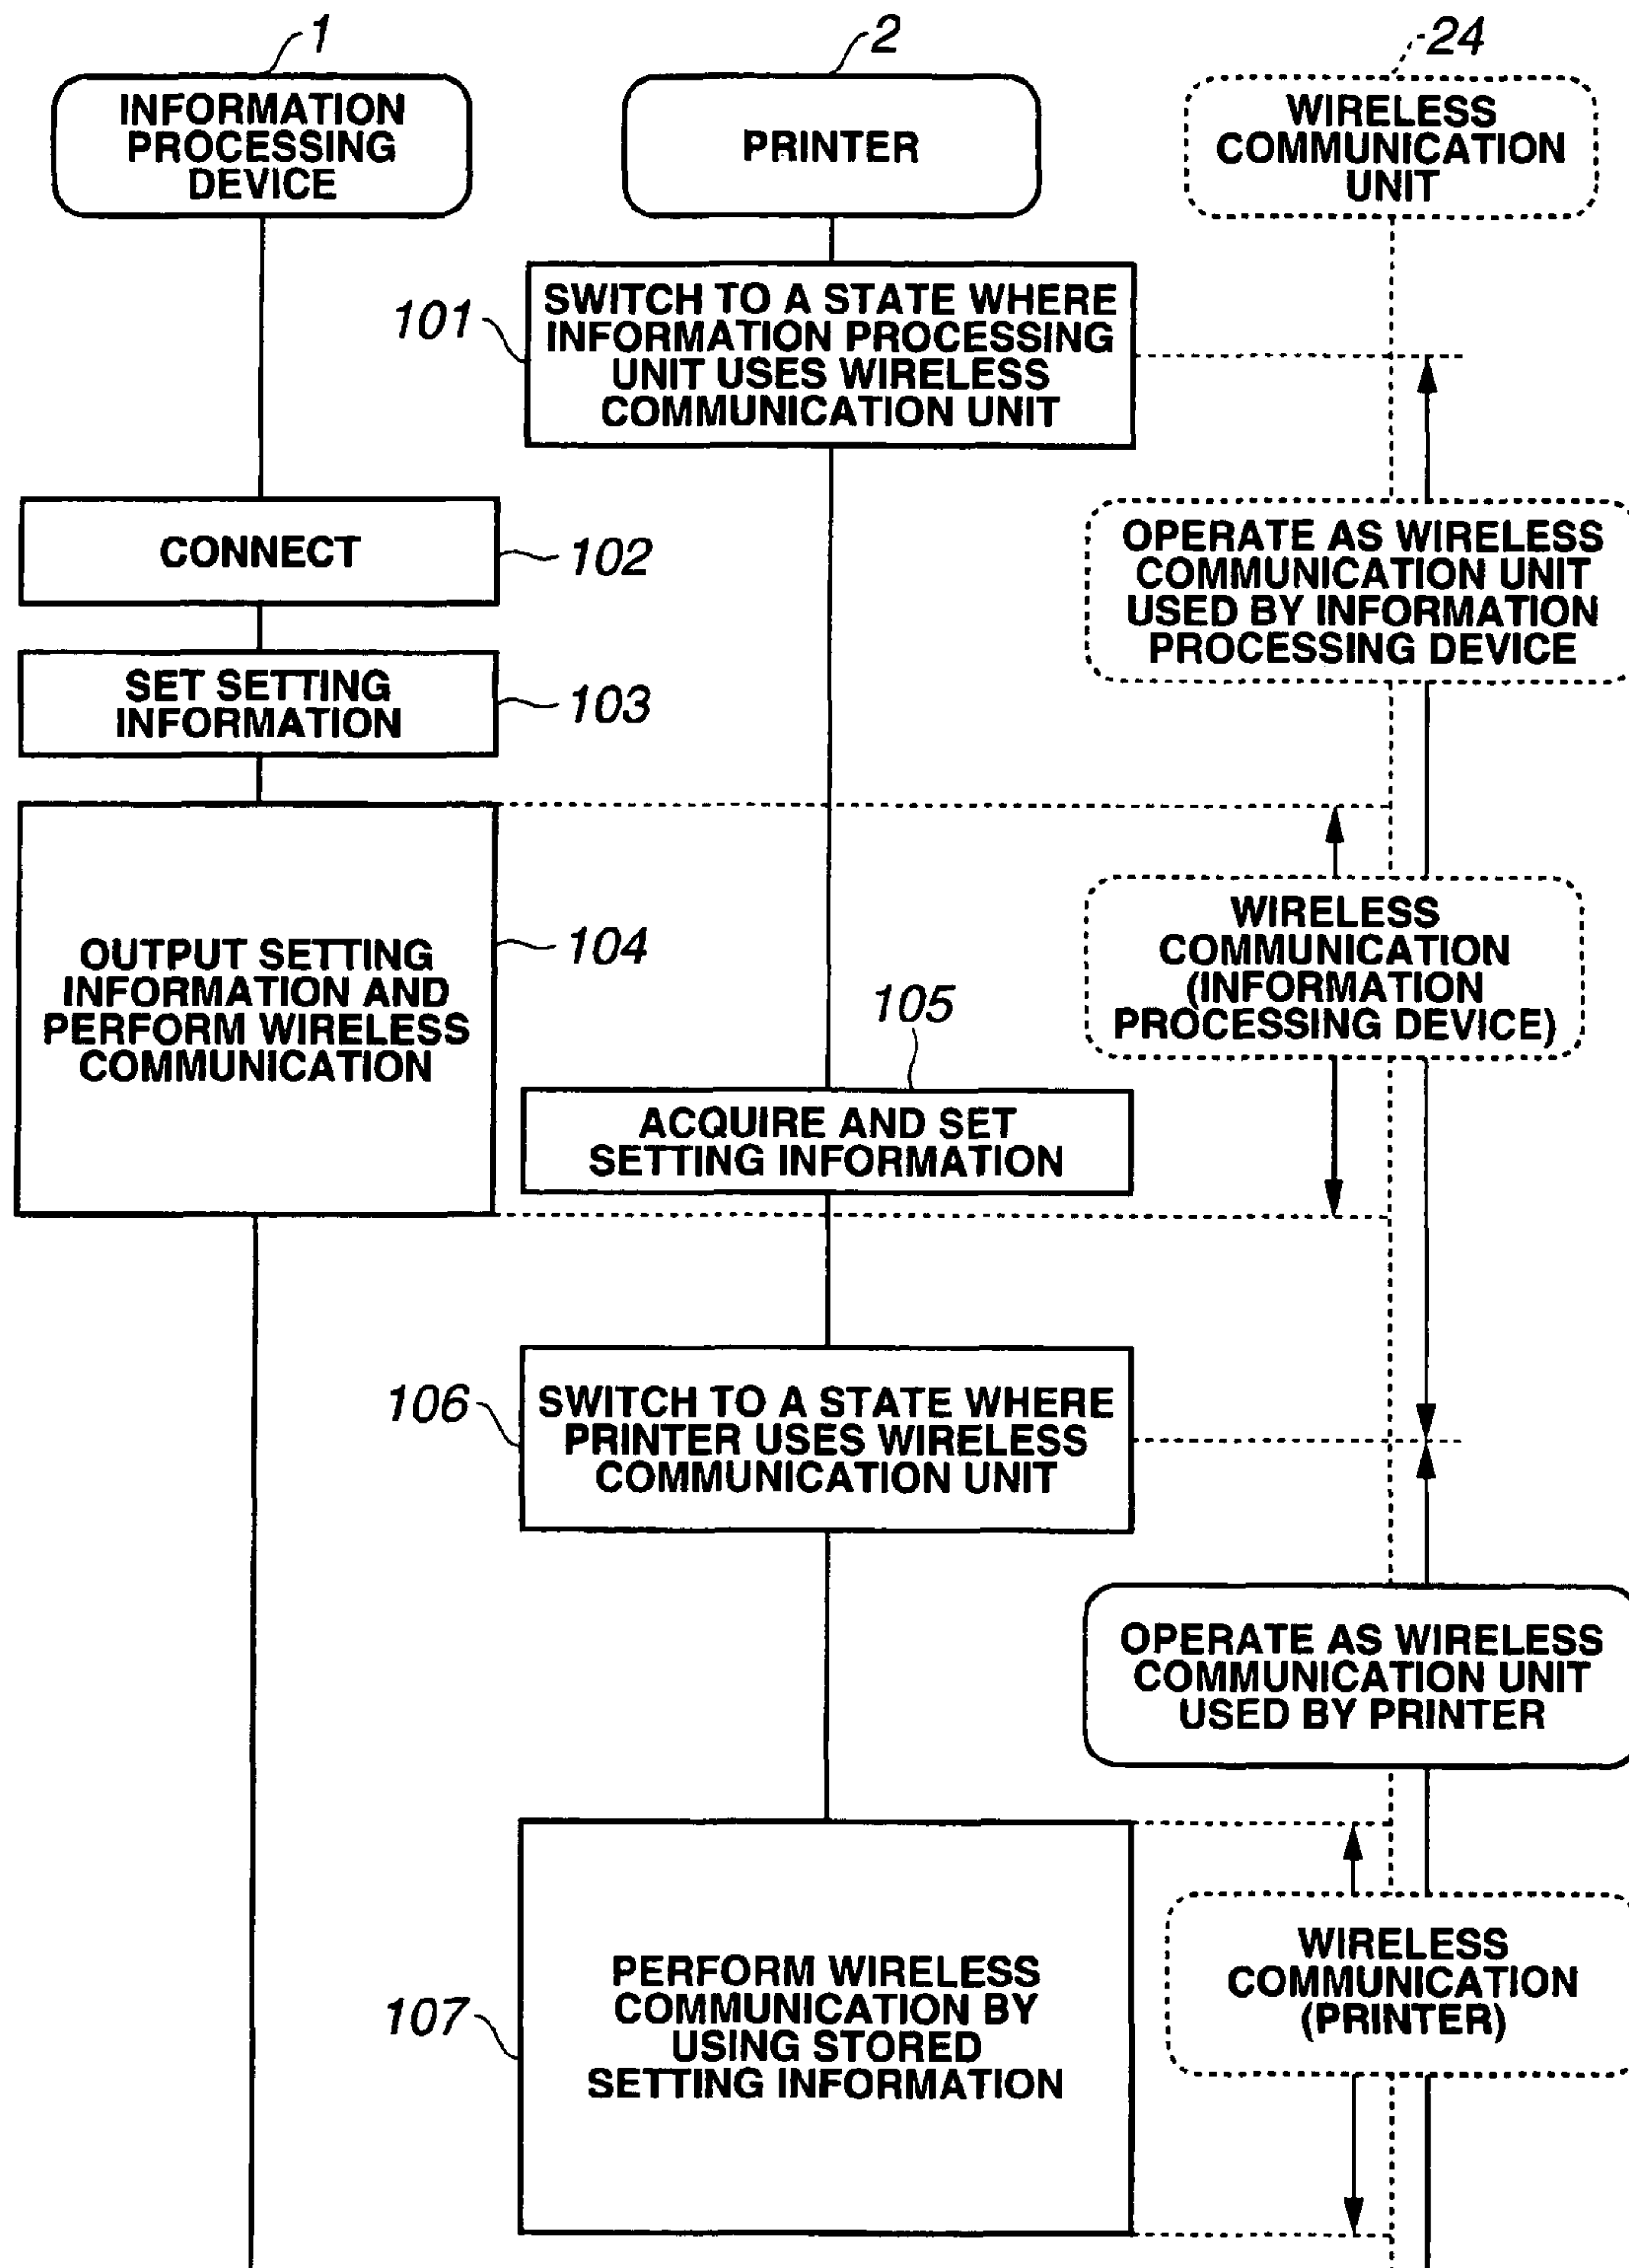 1
2
24
INFORMATION
PROCESSING
DEVICE
PRINTER
WIRELESS
COMMUNICATION
UNIT
101
SWITCH TO A STATE WHERE
INFORMATION PROCESSING
UNIT USES WIRELESS
COMMUNICATION UNIT
CONNECT
102
OPERATE AS WIRELESS
COMMUNICATION UNIT
USED BY INFORMATION
PROCESSING DEVICE
SET SETTING
INFORMATION
103
OUTPUT SETTING
INFORMATION AND
PERFORM WIRELESS
COMMUNICATION
104
WIRELESS
COMMUNICATION
(INFORMATION
PROCESSING DEVICE)
105
ACQUIRE AND SET
SETTING INFORMATION
106
SWITCH TO A STATE WHERE
PRINTER USES WIRELESS
COMMUNICATION UNIT
OPERATE AS WIRELESS
COMMUNICATION UNIT
USED BY PRINTER
107
PERFORM WIRELESS
COMMUNICATION BY
USING STORED
SETTING INFORMATION
WIRELESS
COMMUNICATION
(PRINTER)